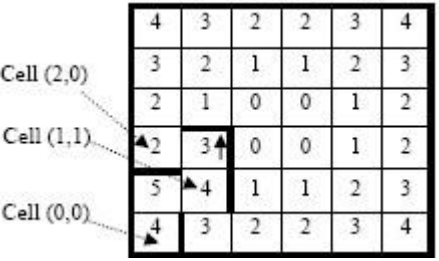 4 3 2 2 3 4
3 2 1 1 2 3
Cell (2,0)
2 1 0 0 1 2
Cell (1,1)
2 3 0 0 1 2
5 4 1 1 2 3
Cell (0,0)
4 3 2 2 3 4